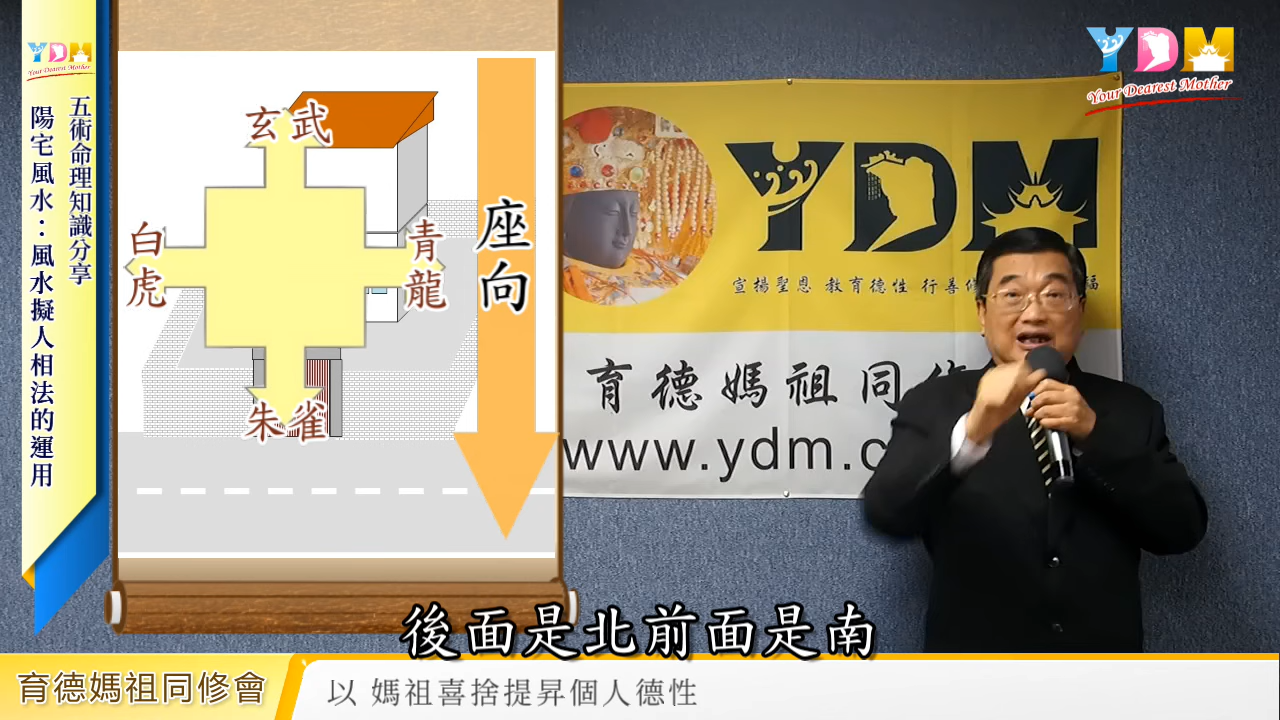 YDM
Your Dearest Mother
五術命理知識分享
陽宅風水：風水擬人相法的運用
玄武
白虎
青龍
朱雀
座向
YDM
Your Dearest Mother
YDM
宣揚聖恩 教育德性 行善修
福
育德媽祖同修
www.ydm.c
後面是北前面是南
育德媽祖同修會
以 媽祖喜捨提昇個人德性